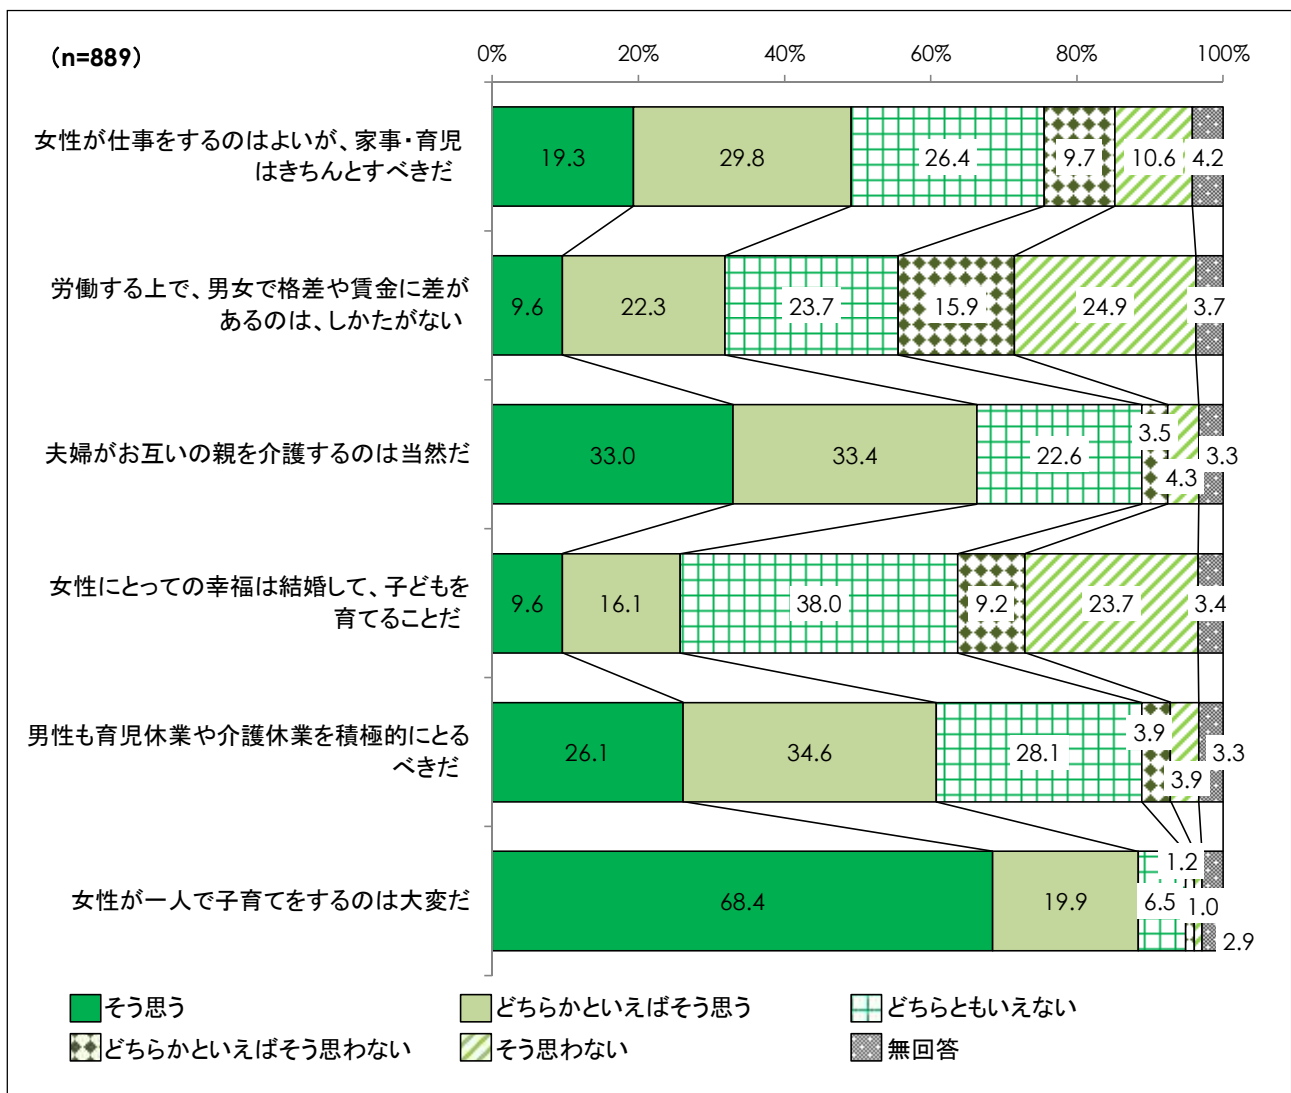 (n=889)
0% 20% 40% 60% 80% 100%
女性が仕事をするのはよいが、家事・育児
はきちんとすべきだ
19.3 29.8 26.4 9.7 10.6 4.2
労働する上で、男女で格差や賃金に差が
あるのは、しかたがない
9.6 22.3 23.7 15.9 24.9 3.7
夫婦がお互いの親を介護するのは当然だ
33.0 33.4 22.6 3.5 4.3 3.3
女性にとっての幸福は結婚して、子どもを
育てることだ
9.6 16.1 38.0 9.2 23.7 3.4
男性も育児休業や介護休業を積極的にとる
べきだ
26.1 34.6 28.1 3.9 3.9 3.3
女性が一人で子育てをするのは大変だ
68.4 19.9 6.5 1.2 1.0 2.9
そう思う どちらかといえばそう思う どちらともいえない
どちらかといえばそう思わない そう思わない 無回答